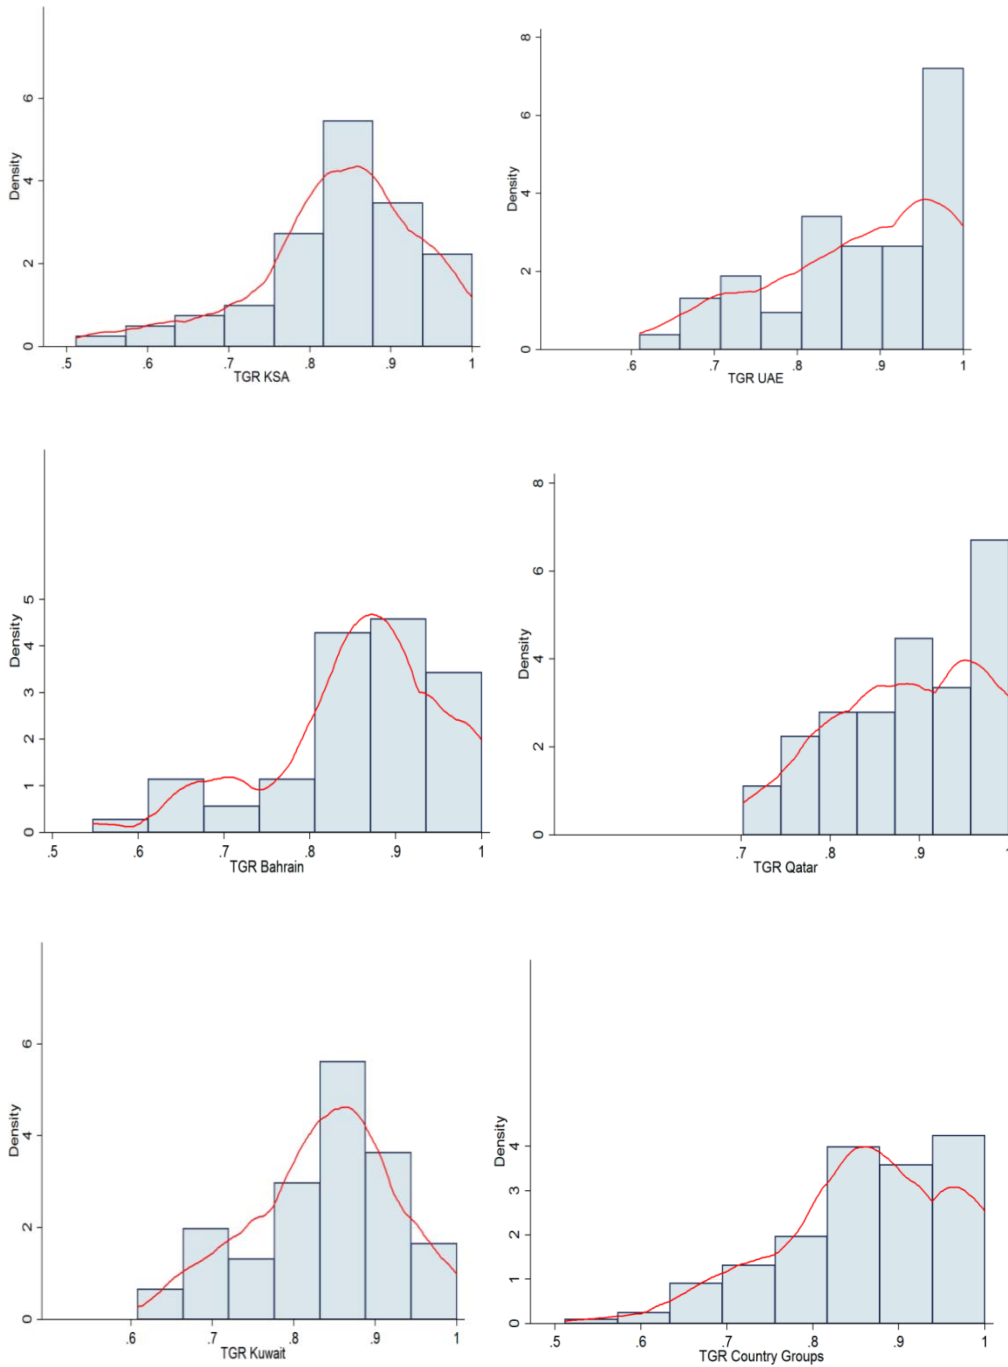 Density
6
4
2
0
.5 .6 .7 .8 .9 1
TGR KSA
Density
8
6
4
2
0
.6 .7 .8 .9 1
TGR UAE
Density
5
4
3
2
1
0
.5 .6 .7 .8 .9 1
TGR Bahrain
Density
8
6
4
2
0
.7 .8 .9 1
TGR Qatar
Density
6
4
2
0
.6 .7 .8 .9 1
TGR Kuwait
Density
4
3
2
1
0
.5 .6 .7 .8 .9 1
TGR Country Groups